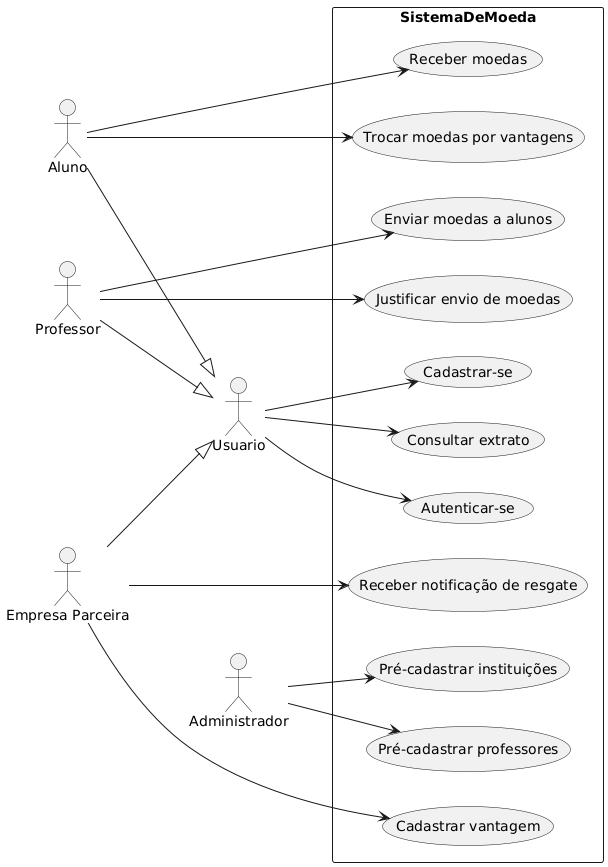 SistemaDeMoeda
Receber moedas
Trocar moedas por vantagens
Aluno
Enviar moedas a alunos
Justificar envio de moedas
Professor
Cadastrar-se
Consultar extrato
Usuario
Autenticar-se
Receber notificação de resgate
Empresa Parceira
Pré-cadastrar instituições
Administrador
Pré-cadastrar professores
Cadastrar vantagem